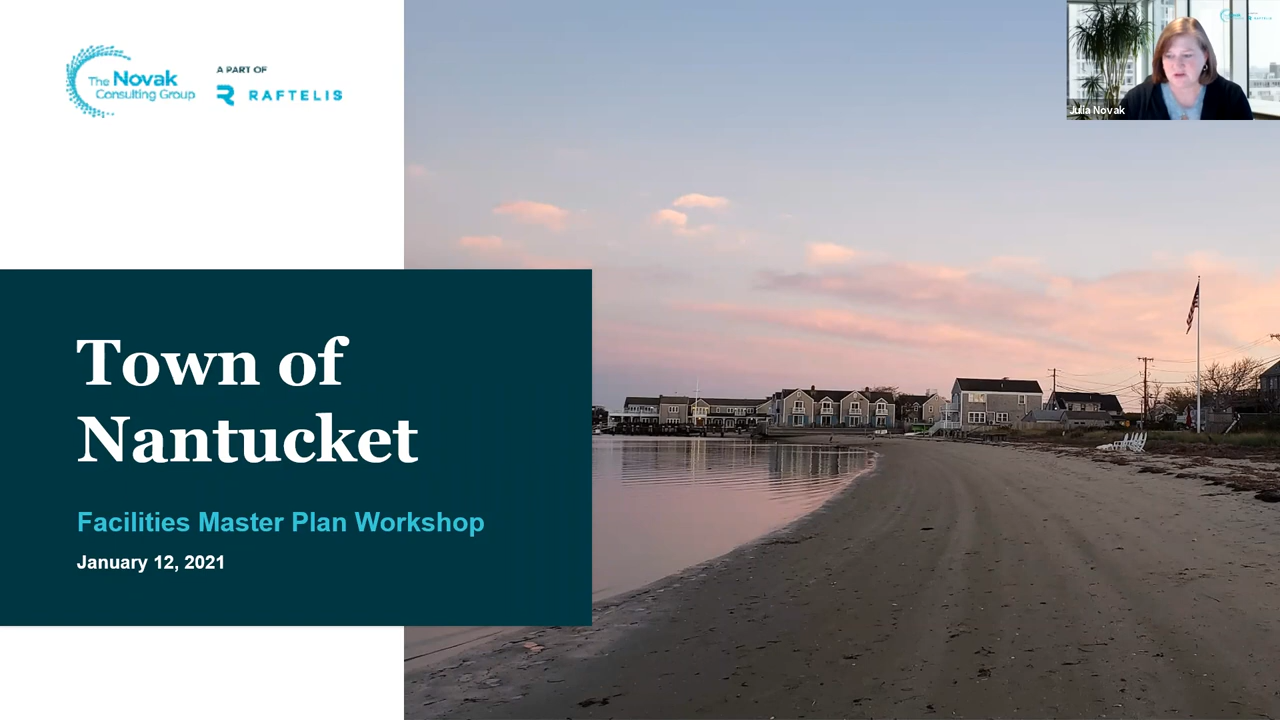 The Novak
Consulting Group
A PART OF
RAFTELIS
Julia Novak
Town of
Nantucket
Facilities Master Plan Workshop
January 12, 2021